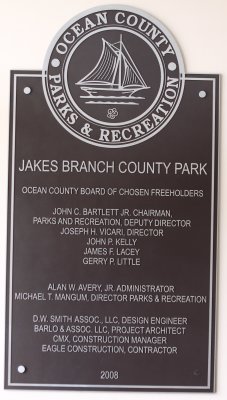 OCEAN COUNTY
PARKS & RECREATION
JAKES BRANCH COUNTY PARK
OCEAN COUNTY BOARD OF CHOSEN FREEHOLDERS
JOHN C. BARTLETT JR. CHAIRMAN,
PARKS AND RECREATION, DEPUTY DIRECTOR
JOSEPH H. VICARI, DIRECTOR
JOHN P. KELLY
JAMES F. LACEY
GERRY P. LITTLE
ALAN W. AVERY, JR. ADMINISTRATOR
MICHAEL T. MANGUM, DIRECTOR PARKS & RECREATION
D.W. SMITH ASSOC., LLC, DESIGN ENGINEER
BARLO & ASSOC. LLC, PROJECT ARCHITECT
CMX, CONSTRUCTION MANAGER
EAGLE CONSTRUCTION, CONTRACTOR
2008